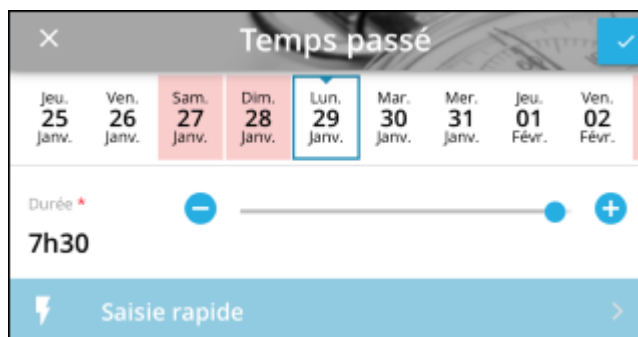 Temps passé
Jeu. Ven. Sam. Dim. Lun. Mar. Mer. Jeu. Ven.
25 26 27 28 29 30 31 01 02
Janv. Janv. Janv. Janv. Janv. Janv. Janv. Févr. Févr.
Durée *
7h30
Saisie rapide